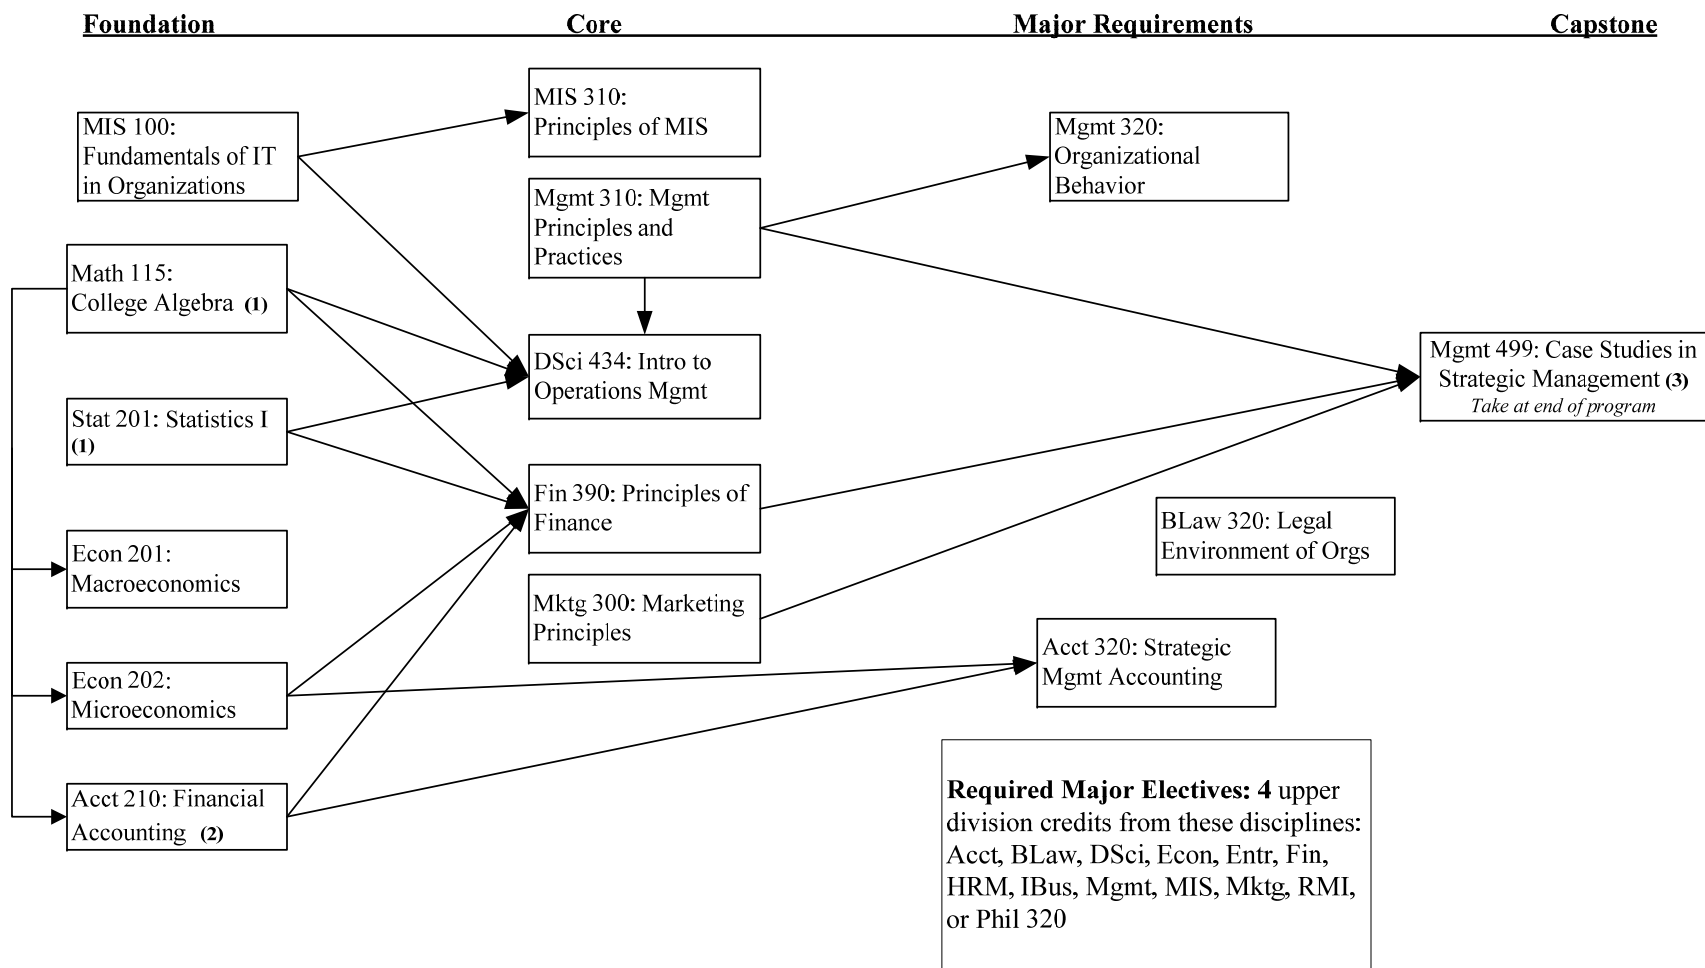 Foundation Core Major Requirements Capstone
MIS 100:
Fundamentals of IT
in Organizations
Math 115:
College Algebra (1)
Stat 201: Statistics I
(1)
Econ 201:
Macroeconomics
Econ 202:
Microeconomics
Acct 210: Financial
Accounting (2)
MIS 310:
Principles of MIS
Mgmt 310: Mgmt
Principles and
Practices
DSci 434: Intro to
Operations Mgmt
Fin 390: Principles of
Finance
Mktg 300: Marketing
Principles
Mgmt 320:
Organizational
Behavior
BLaw 320: Legal
Environment of Orgs
Acct 320: Strategic
Mgmt Accounting
Required Major Electives: 4 upper
division credits from these disciplines:
Acct, BLaw, DSci, Econ, Entr, Fin,
HRM, IBus, Mgmt, MIS, Mktg, RMI,
or Phil 320
Mgmt 499: Case Studies in
Strategic Management (3)
Take at end of program